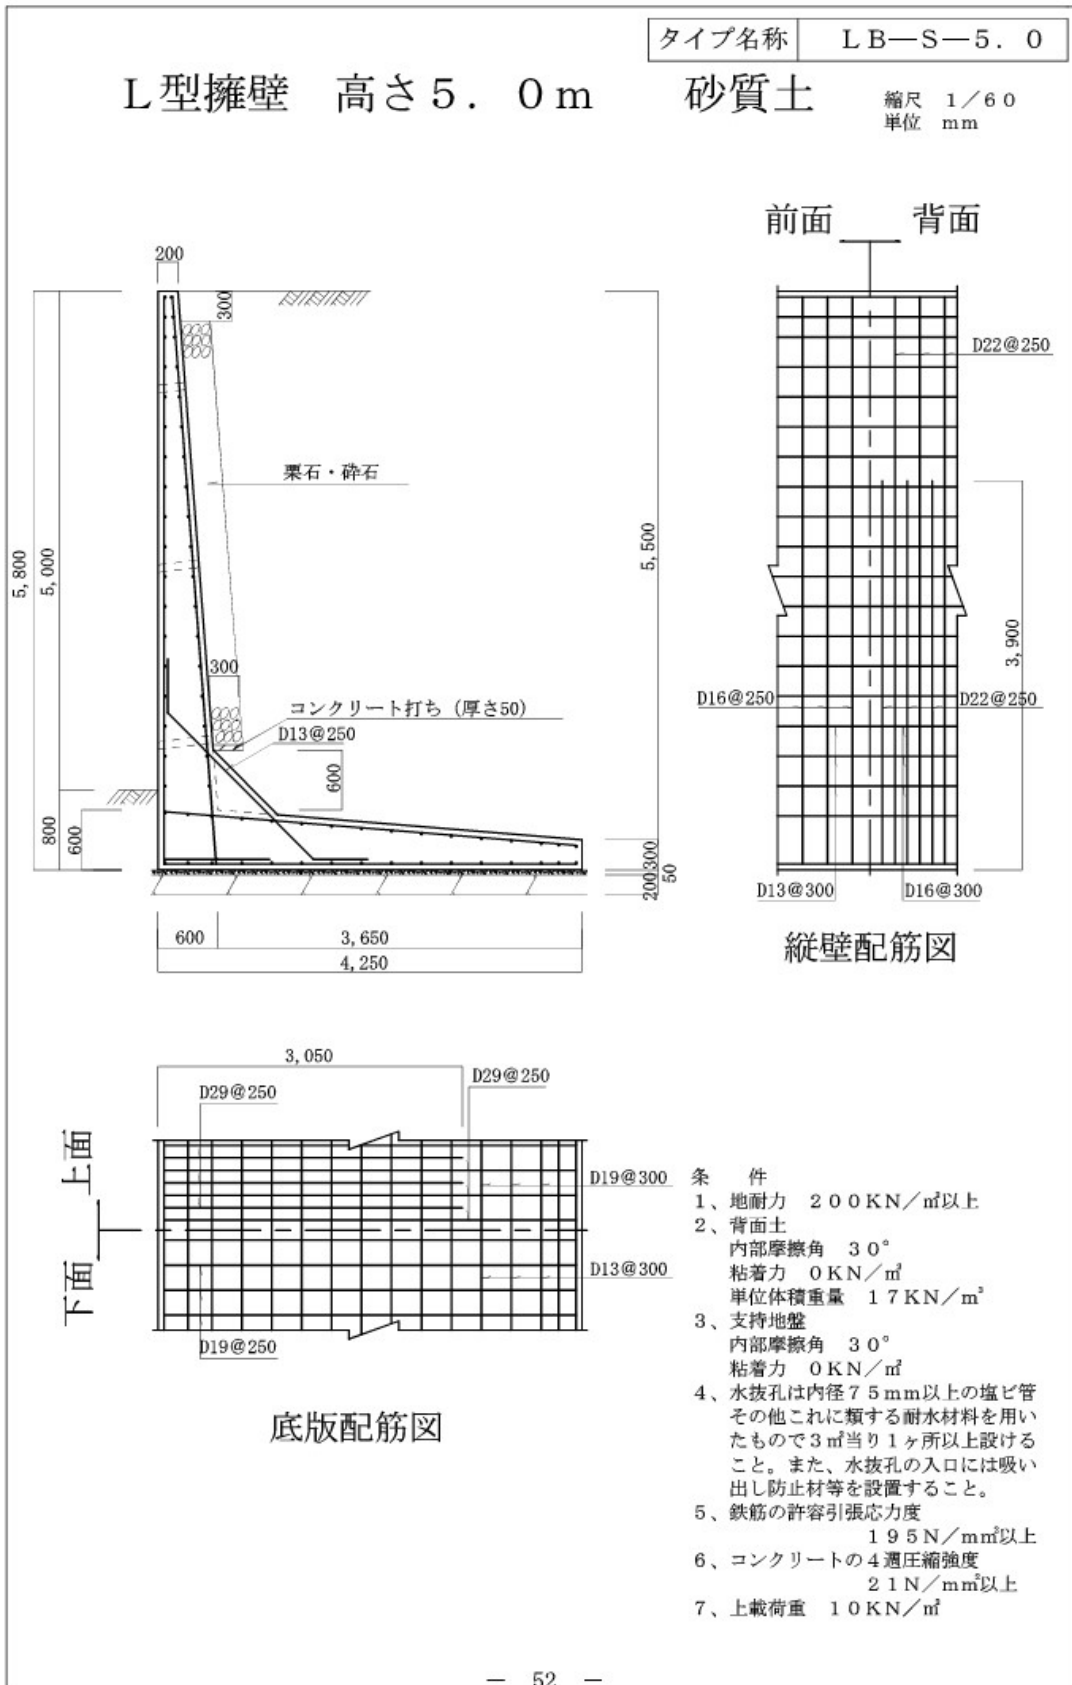 タイプ名称 ＬＢ―Ｓ―５．０
Ｌ型擁壁 高さ５．０ｍ 砂質土
縮尺 １／６０
単位 ｍｍ
前面 背面
200
300
D22@250
栗石・砕石
5,800
5,000
5,500
3,900
300
コンクリート打ち（厚さ50）
D13@250
D16@250
D22@250
600
800
600
300
200
50
D13@300
D16@300
600
3,650
4,250
縦壁配筋図
3,050
D29@250
D29@250
上面
下面
D19@300
D13@300
D19@250
底版配筋図
条 件
１、地耐力 ２００KN／㎡以上
２、背面土
内部摩擦角 ３０°
粘着力 ０KN／㎡
単位体積重量 １７KN／m³
３、支持地盤
内部摩擦角 ３０°
粘着力 ０KN／㎡
４、水抜孔は内径７５mm以上の塩ビ管
その他これに類する耐水材料を用い
たもので３㎡当り１ヶ所以上設ける
こと。また、水抜孔の入口には吸い
出し防止材等を設置すること。
５、鉄筋の許容引張応力度
１９５N／mm²以上
６、コンクリートの４週圧縮強度
２１N／mm²以上
７、上載荷重 １０KN／㎡
― 52 ―